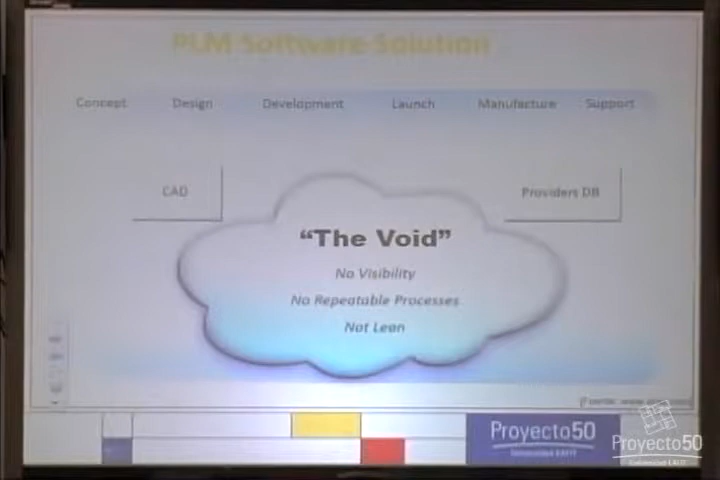 PLM Software Solution
Concept Design Development Launch Manufacture Support
CAD
Providers DB
“The Void”
No Visibility
No Repeatable Processes
Not Lean
Proyecto50
Proyecto50